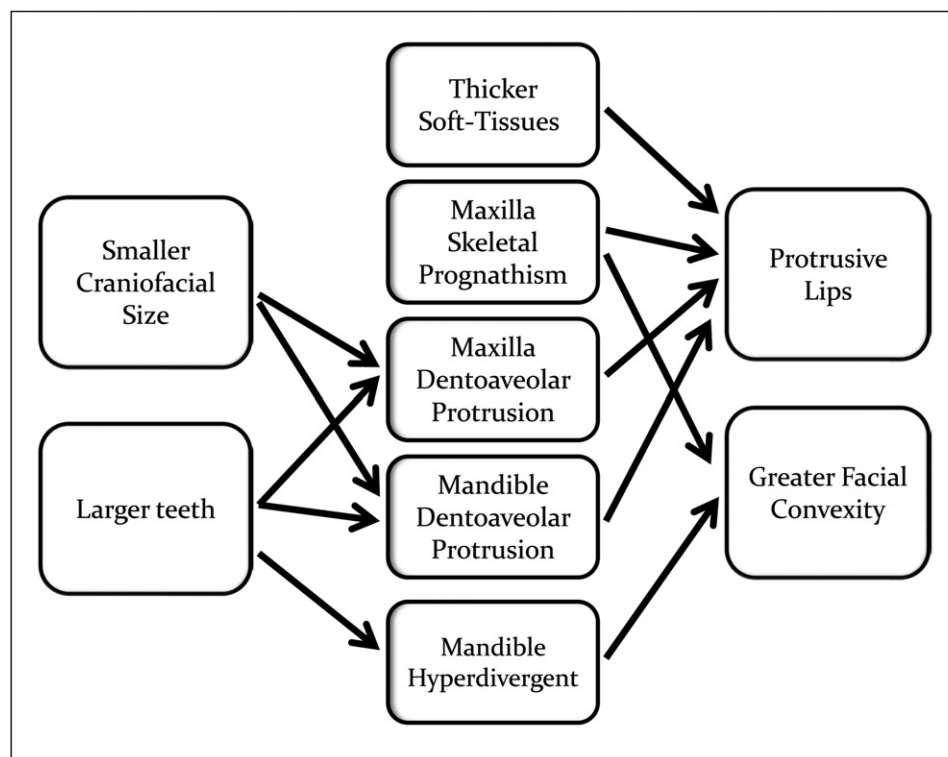 Thicker
Soft-Tissues
Smaller
Craniofacial
Size
Maxilla
Skeletal
Prognathism
Protrusive
Lips
Maxilla
Dentoaveolar
Protrusion
Larger teeth
Mandible
Dentoaveolar
Protrusion
Greater Facial
Convexity
Mandible
Hyperdivergent